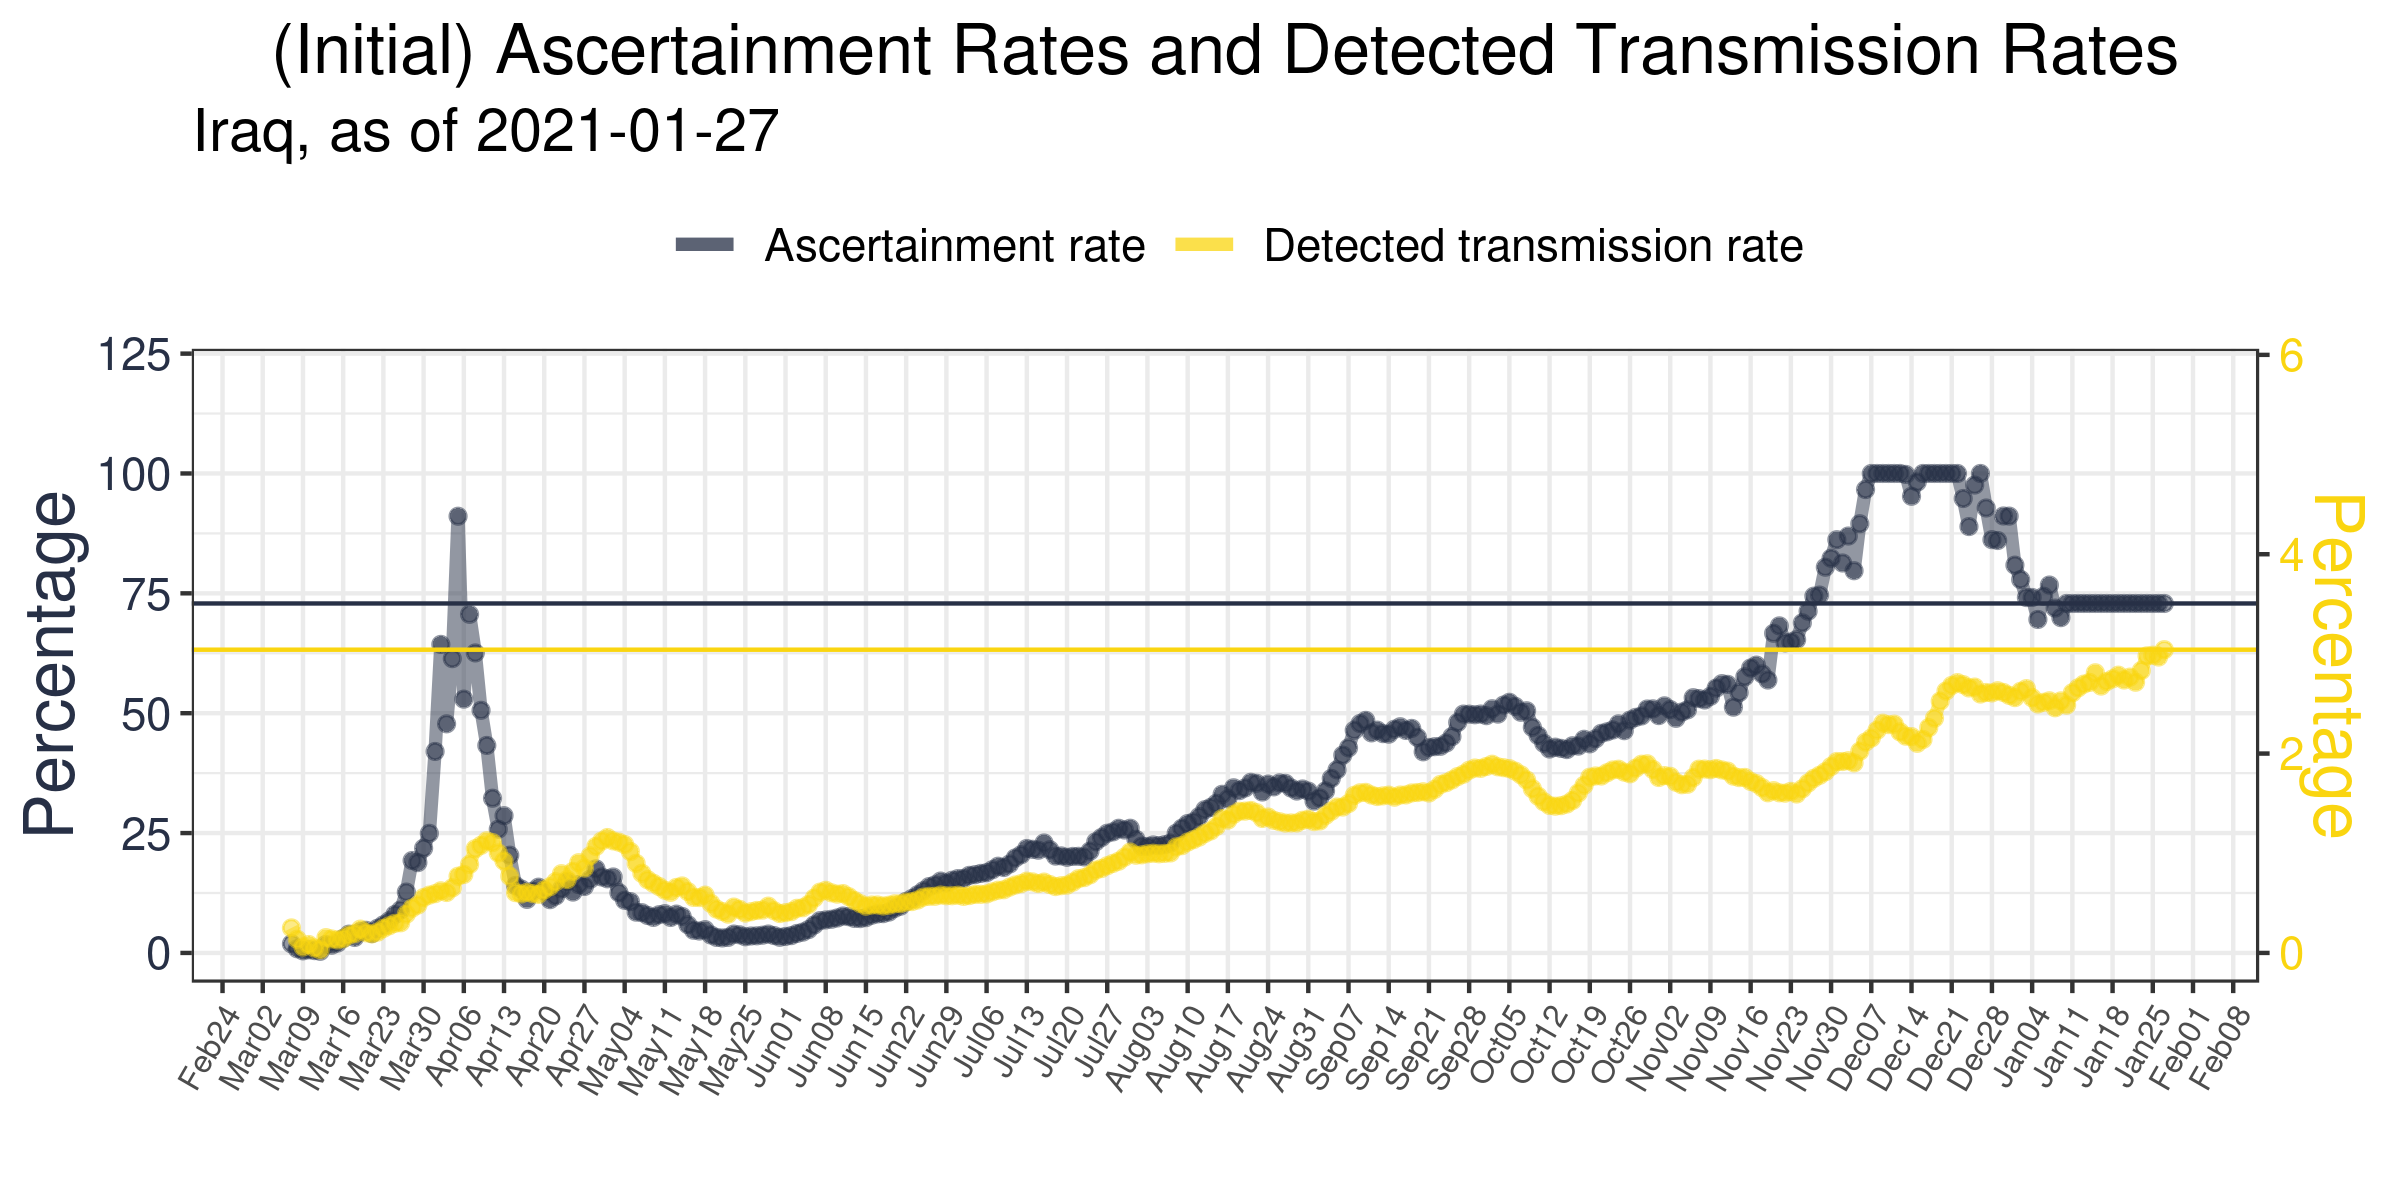 (Initial) Ascertainment Rates and Detected Transmission Rates
Iraq, as of 2021-01-27
Ascertainment rate
Detected transmission rate
125
100
75
50
25
0
Percentage
6
4
2
0
Percentage
Feb24
Mar02
Mar09
Mar16
Mar23
Mar30
Apr06
Apr13
Apr20
Apr27
May04
May11
May18
May25
Jun01
Jun08
Jun15
Jun22
Jun29
Jul06
Jul13
Jul20
Jul27
Aug03
Aug10
Aug17
Aug24
Aug31
Sep07
Sep14
Sep21
Sep28
Oct05
Oct12
Oct19
Oct26
Nov02
Nov09
Nov16
Nov23
Nov30
Dec07
Dec14
Dec21
Dec28
Jan04
Jan11
Jan18
Jan25
Feb01
Feb08